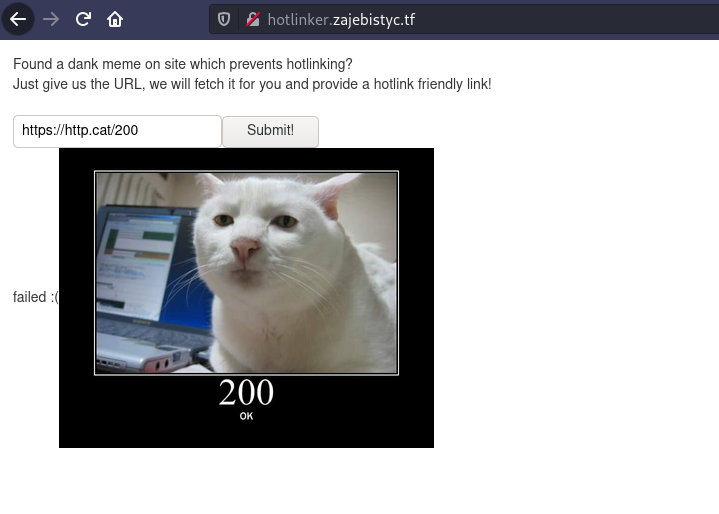 hotlinker.zajebistyc.tf
Found a dank meme on site which prevents hotlinking?
Just give us the URL, we will fetch it for you and provide a hotlink friendly link!
https://http.cat/200
Submit!
failed :(
200
OK